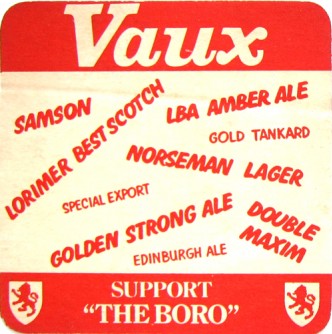 Vaux
SAMSON
LORIMER BEST SCOTCH
LBA AMBER ALE
GOLD TANKARD
NORSEMAN LAGER
SPECIAL EXPORT
GOLDEN STRONG ALE
DOUBLE
MAXIM
EDINBURGH ALE
SUPPORT
"THE BORO"